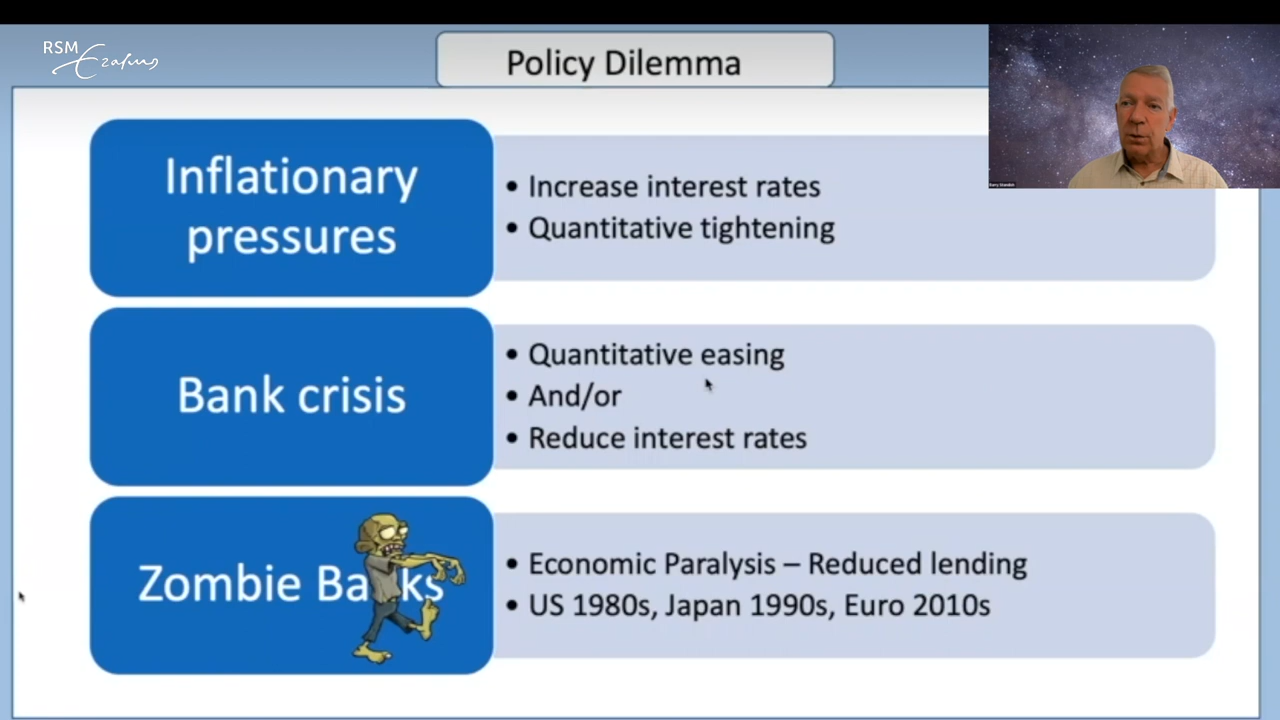 RSM
Erasmus
Policy Dilemma
Inflationary
pressures
• Increase interest rates
• Quantitative tightening
Bank crisis
• Quantitative easing
• And/or
• Reduce interest rates
Zombie Banks
• Economic Paralysis – Reduced lending
• US 1980s, Japan 1990s, Euro 2010s